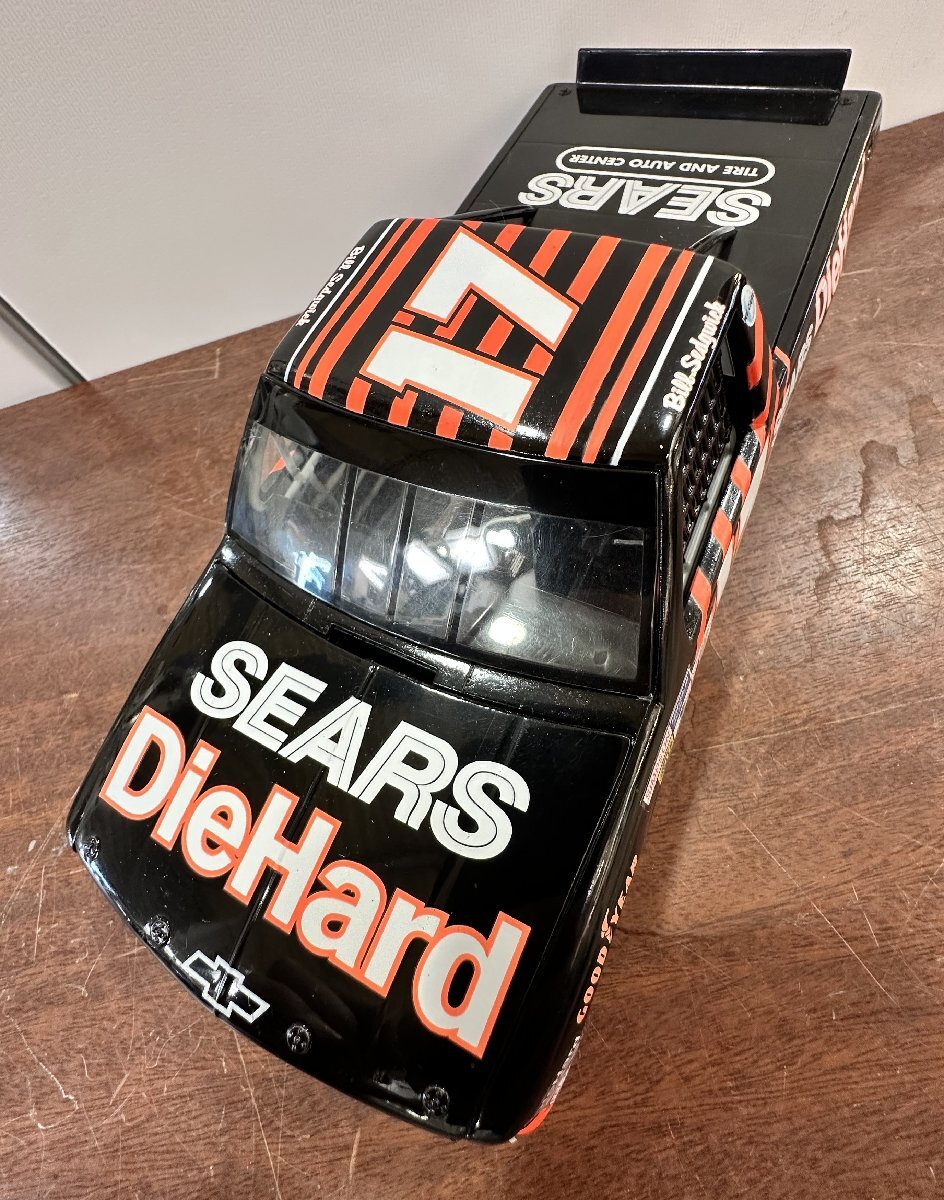 SEARS
TIRE AND AUTO CENTER
17
Bill Sedgwick
Bill Sedgwick
SEARS
DieHard
GOODYEAR
DieHard